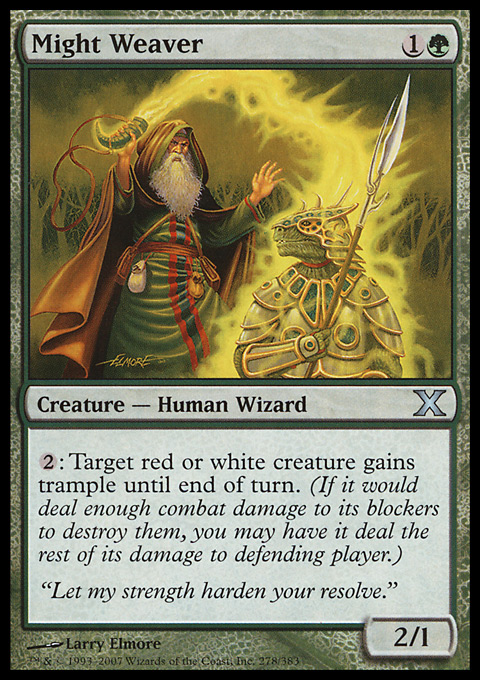 Might Weaver 1
ELMORE
Creature — Human Wizard X
2: Target red or white creature gains
trample until end of turn. (If it would
deal enough combat damage to its blockers
to destroy them, you may have it deal the
rest of its damage to defending player.)
“Let my strength harden your resolve.”
Larry Elmore
2/1
™ & © 1993–2007 Wizards of the Coast, Inc. 278/383